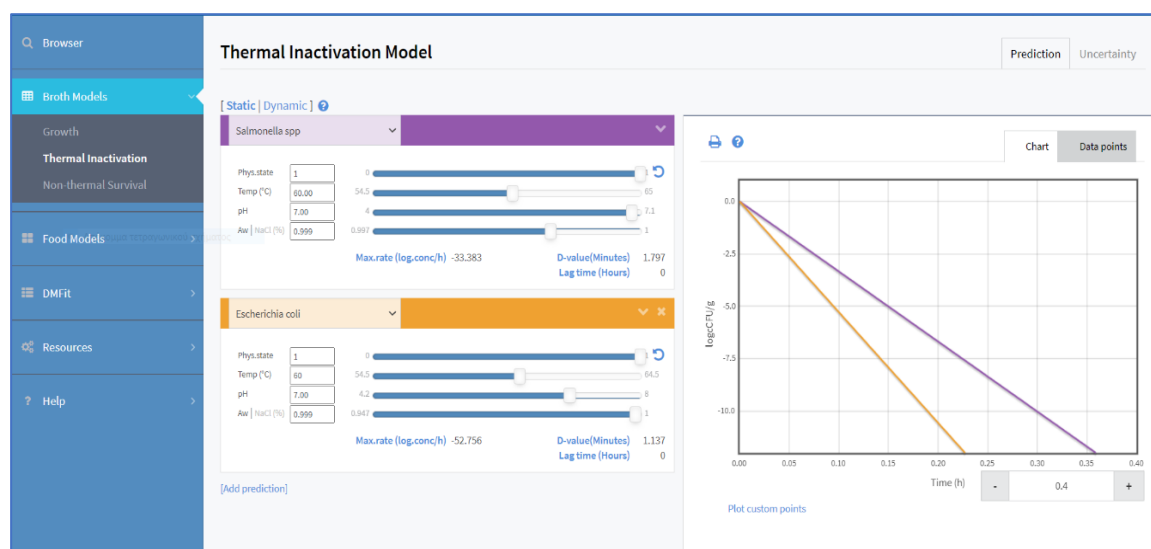 Browser
Thermal Inactivation Model
Prediction
Uncertainty
Broth Models
Growth
Thermal Inactivation
Non-thermal Survival
Food Models
DMFit
Resources
Help
[ Static | Dynamic ] ?
Salmonella spp
Phys.state 1 0 1
Temp (°C) 60.00 54.5 65
pH 7.00 4 7.1
Aw | NaCl (%) 0.999 0.997 1
Max.rate (log.conc/h) -33.383 D-value(Minutes) 1.797
Lag time (Hours) 0
Escherichia coli
Phys.state 1 0 1
Temp (°C) 60 54.5 64.5
pH 7.00 4.2 8
Aw | NaCl (%) 0.999 0.947 1
Max.rate (log.conc/h) -52.756 D-value(Minutes) 1.137
Lag time (Hours) 0
[Add prediction]
?
Chart
Data points
0.0
-2.5
-5.0
-7.5
-10.0
logcCFU/g
0.00 0.05 0.10 0.15 0.20 0.25 0.30 0.35 0.40
Time (h) - 0.4 +
Plot custom points